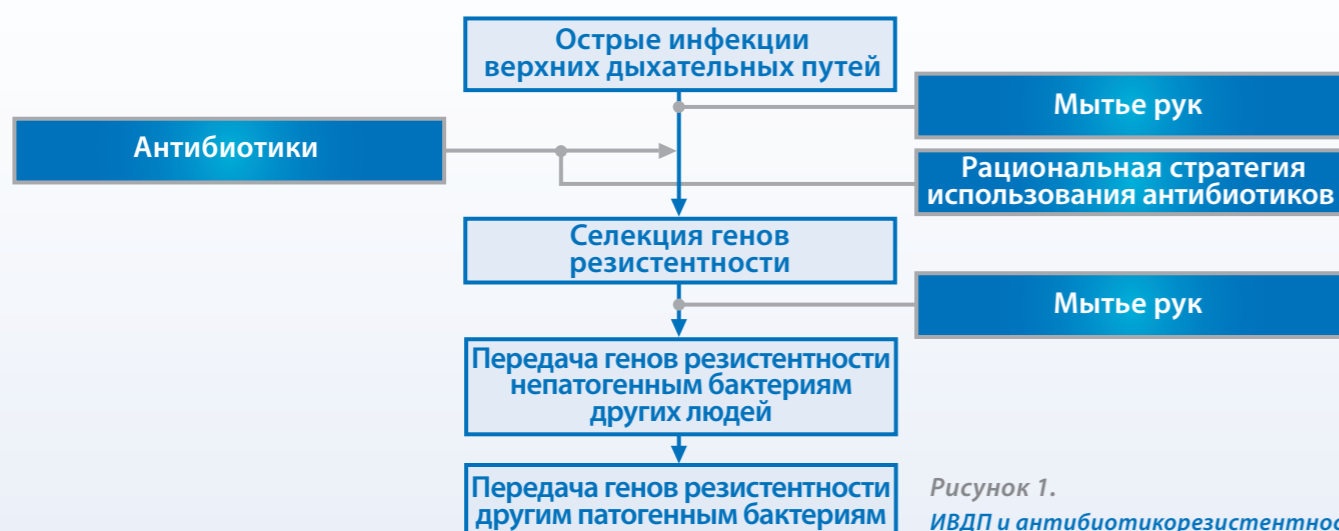 Острые инфекции
верхних дыхательных путей
Мытье рук
Антибиотики
Рациональная стратегия
использования антибиотиков
Селекция генов
резистентности
Мытье рук
Передача генов резистентности
непатогенным бактериям
других людей
Передача генов резистентности
другим патогенным бактериям
Рисунок 1.
ИВДП и